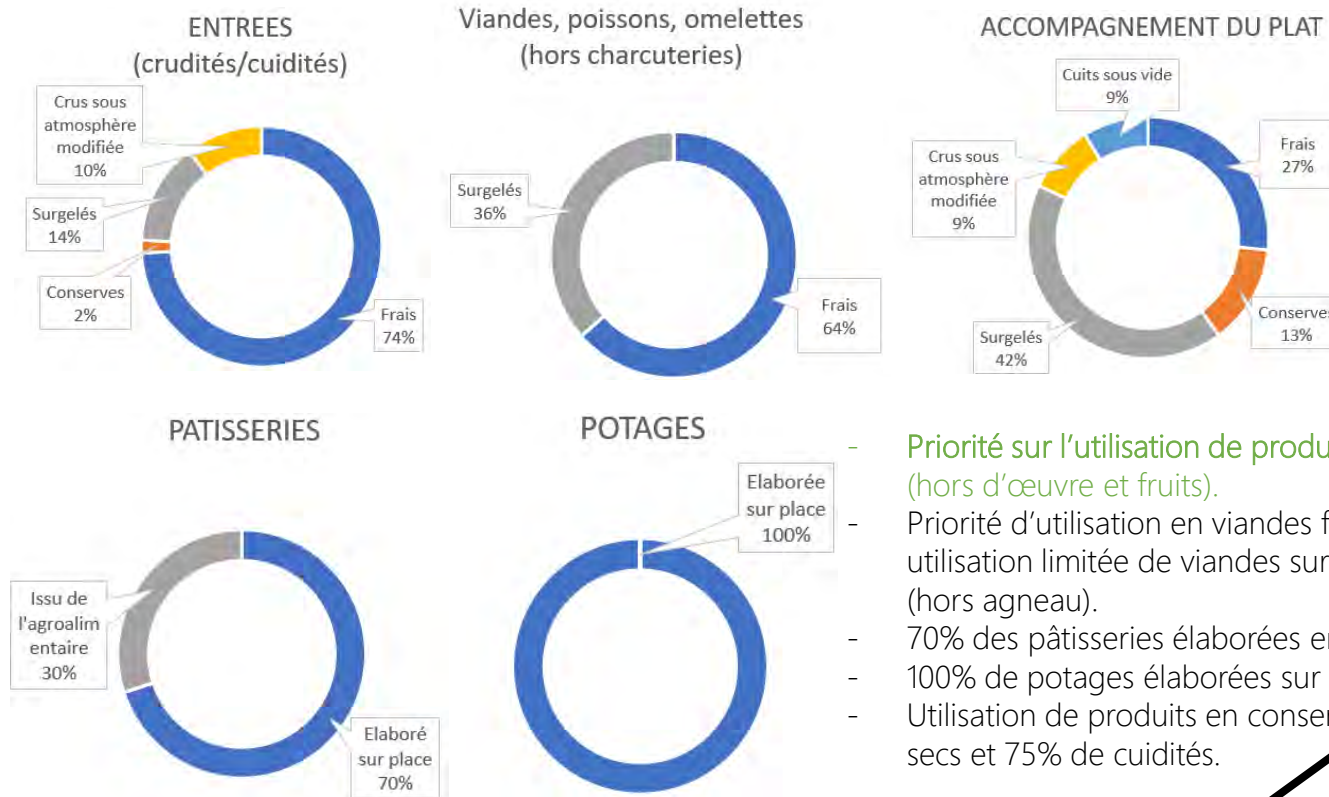 ENTREES
(crudités/cuidités)
Crus sous
atmosphère
modifiée
10%
Surgelés
14%
Conserves
2%
Frais
74%
Viandes, poissons, omelettes
(hors charcuteries)
Surgelés
36%
Frais
64%
ACCOMPAGNEMENT DU PLAT
Cuits sous vide
9%
Crus sous
atmosphère
modifiée
9%
Frais
27%
Surgelés
42%
Conserves
13%
PATISSERIES
Issu de
l'agroalim
entaire
30%
Elaboré
sur place
70%
POTAGES
Elaborée
sur place
100%
- Priorité sur l’utilisation de
(hors d’œuvre et fruits).
- Priorité d’utilisation en viandes
utilisation limitée de viandes
(hors agneau).
- 70% des pâtisseries élaborées
- 100% de potages élaborées sur
- Utilisation de produits en
secs et 75% de cuidités.